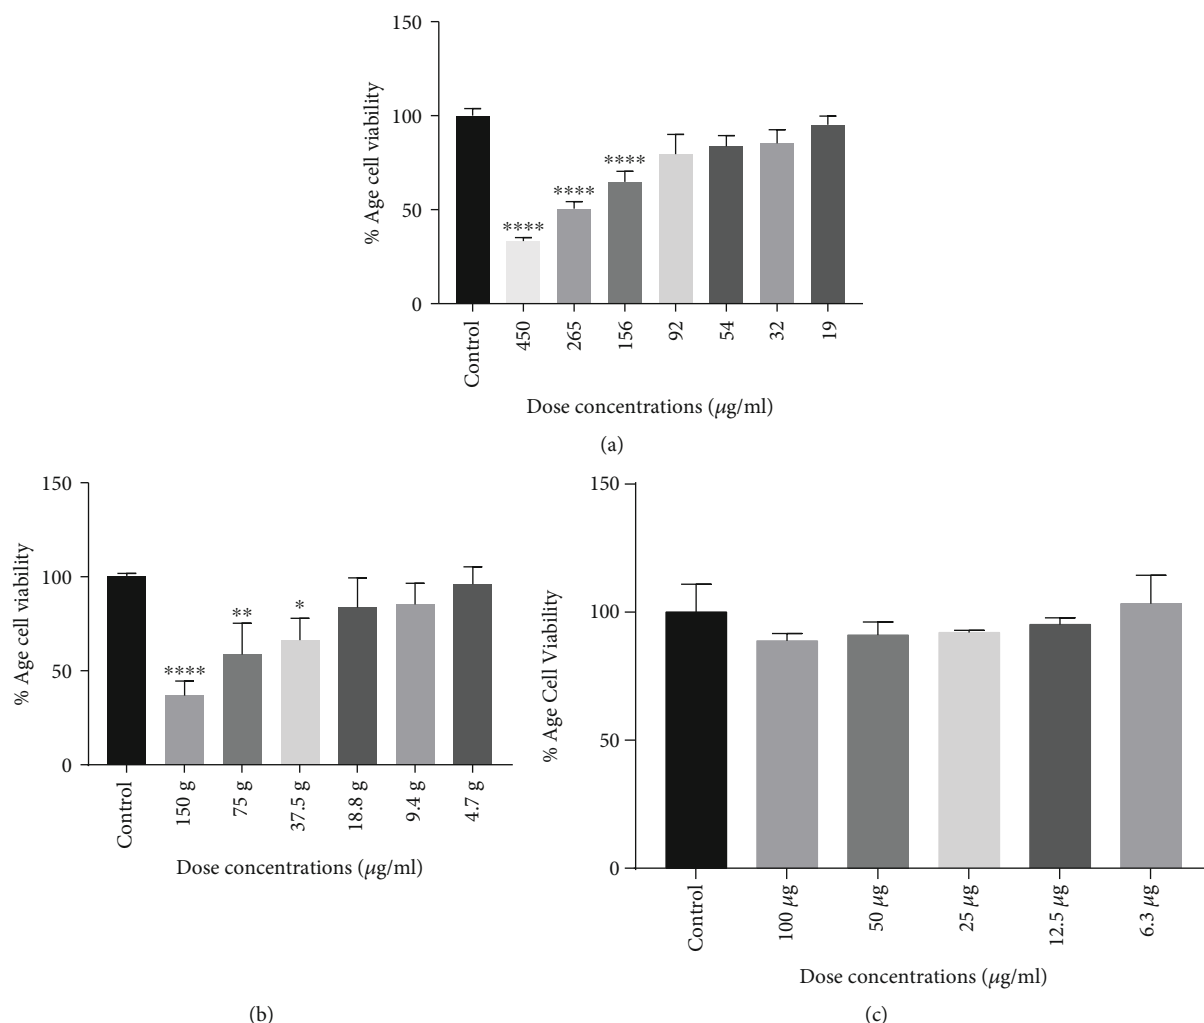 150
100
50
0
% Age cell viability
****
****
****
Control
450
265
156
92
54
32
19
Dose concentrations (μg/ml)
(a)
150
100
50
0
% Age cell viability
****
**
*
Control
150 g
75 g
37.5 g
18.8 g
9.4 g
4.7 g
Dose concentrations (μg/ml)
(b)
150
100
50
0
% Age Cell Viability
Control
100 μg
50 μg
25 μg
12.5 μg
6.3 μg
Dose concentrations (μg/ml)
(c)